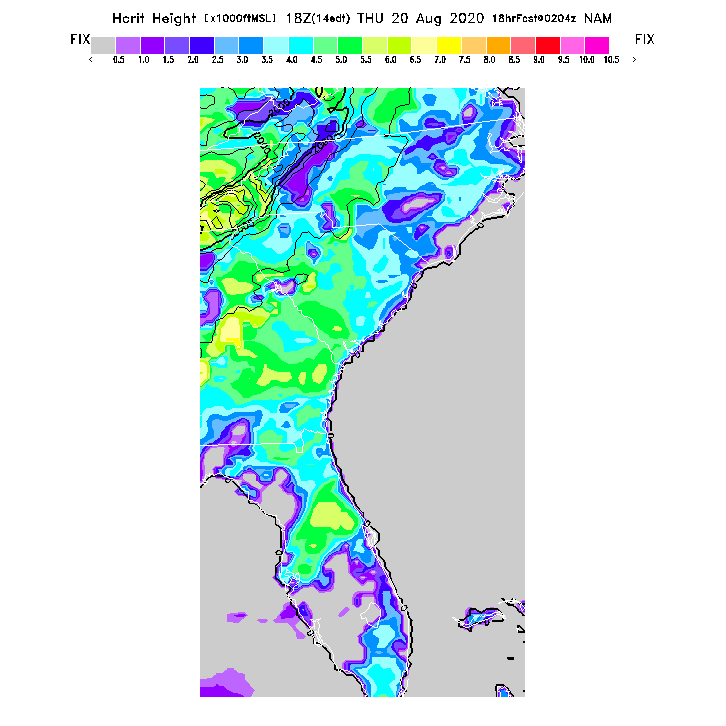 Hcrit Height [x1000ftMSL] 18Z(14edt) THU 20 Aug 2020 18hrFcst@0204z NAM
FIX FIX
< 0.5 1.0 1.5 2.0 2.5 3.0 3.5 4.0 4.5 5.0 5.5 6.0 6.5 7.0 7.5 8.0 8.5 9.0 9.5 10.0 10.5 >